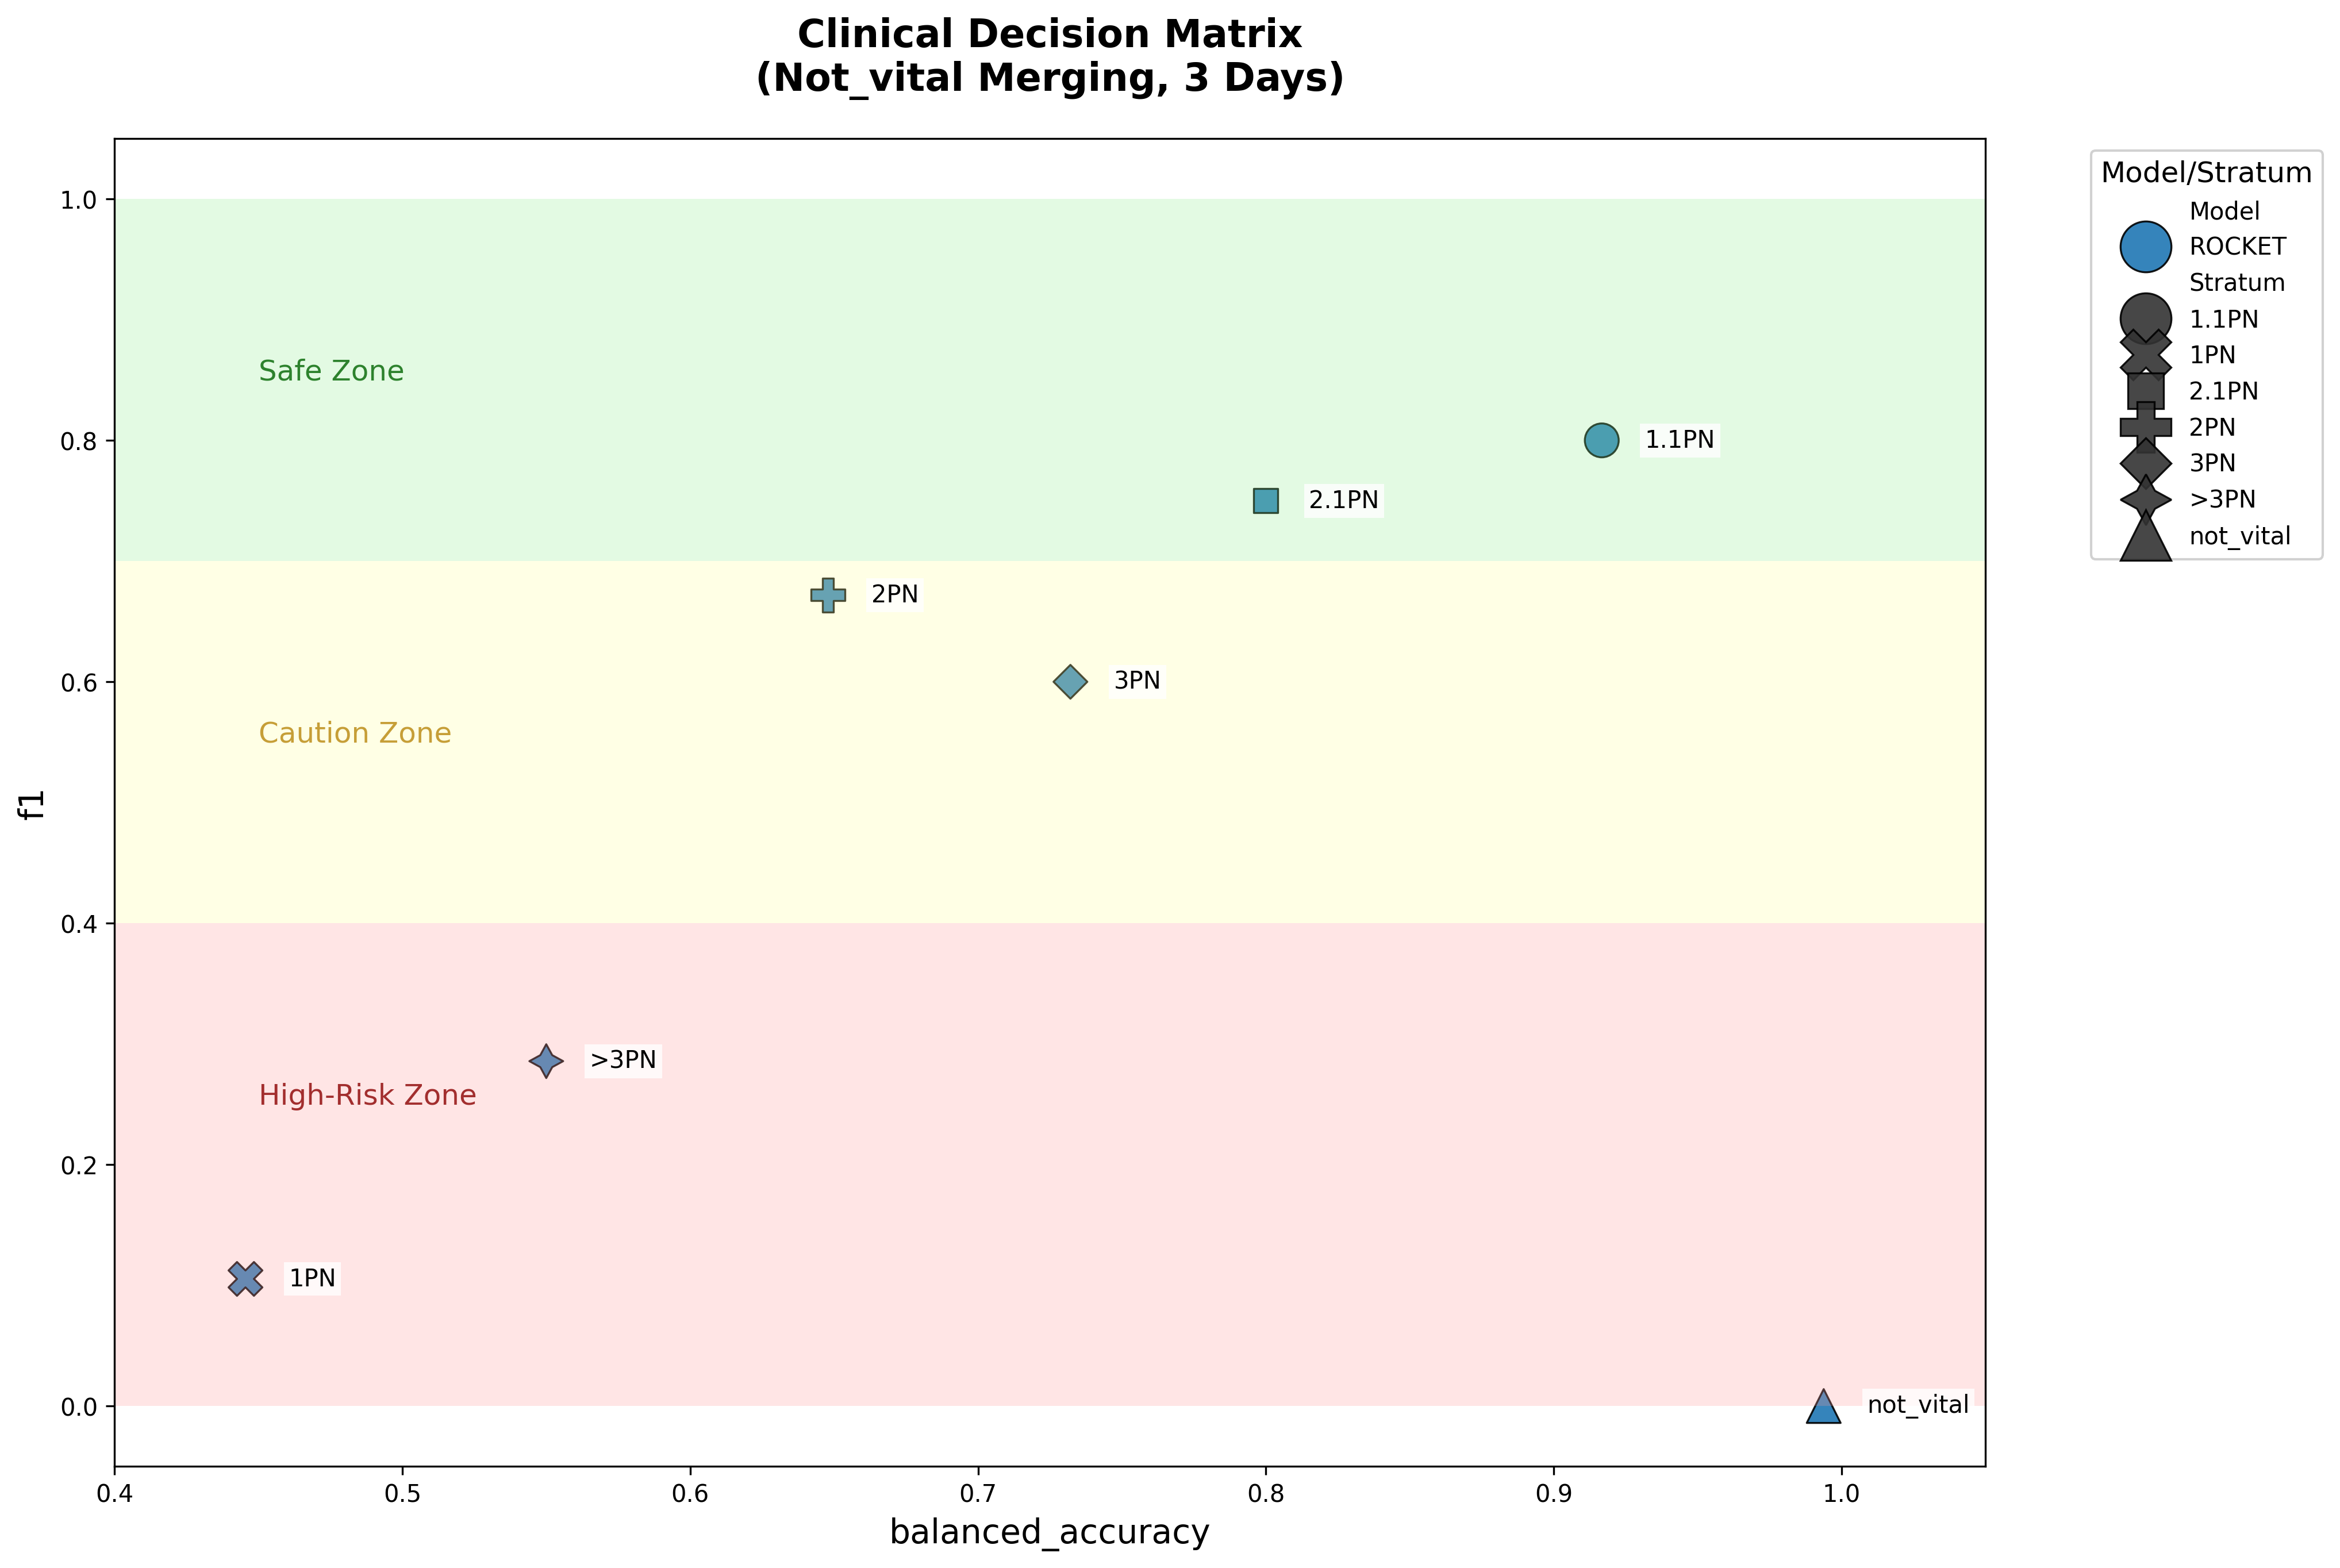 Clinical Decision Matrix
(Not_vital Merging, 3 Days)
Model/Stratum
Model
ROCKET
Stratum
1.1PN
1PN
2.1PN
2PN
3PN
>3PN
not_vital
f1
1.0
0.8
0.6
0.4
0.2
0.0
Safe Zone
1.1PN
2.1PN
2PN
3PN
Caution Zone
>3PN
High-Risk Zone
1PN
not_vital
0.4 0.5 0.6 0.7 0.8 0.9 1.0
balanced_accuracy